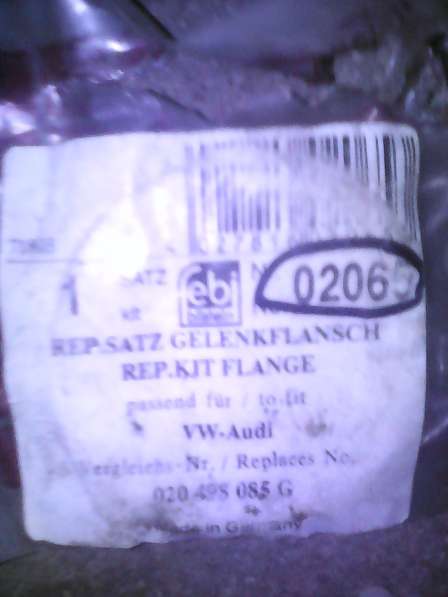 1 SATZ febi 0206
kit
REP.SATZ GELENKFLANSCH
REP.KIT FLANGE
passend für / to fit
VW-Audi
Vergleichs-Nr. / Replaces No.
020 498 085 G
Made in Germany